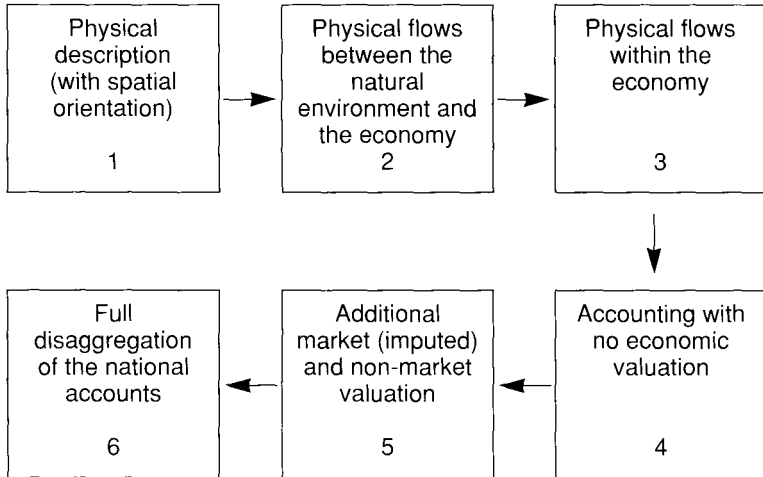 Physical
description
(with spatial
orientation)
1
Physical flows
between the
natural
environment and
the economy
2
Physical flows
within the
economy
3
Accounting with
no economic
valuation
4
Additional
market (imputed)
and non-market
valuation
5
Full
disaggregation
of the national
accounts
6